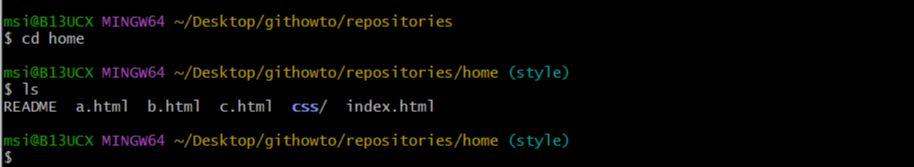 msi@B13UCX MINGW64 ~/Desktop/githowto/repositories
$ cd home
msi@B13UCX MINGW64 ~/Desktop/githowto/repositories/home (style)
$ ls
README  a.html  b.html  c.html  css/  index.html
msi@B13UCX MINGW64 ~/Desktop/githowto/repositories/home (style)
$